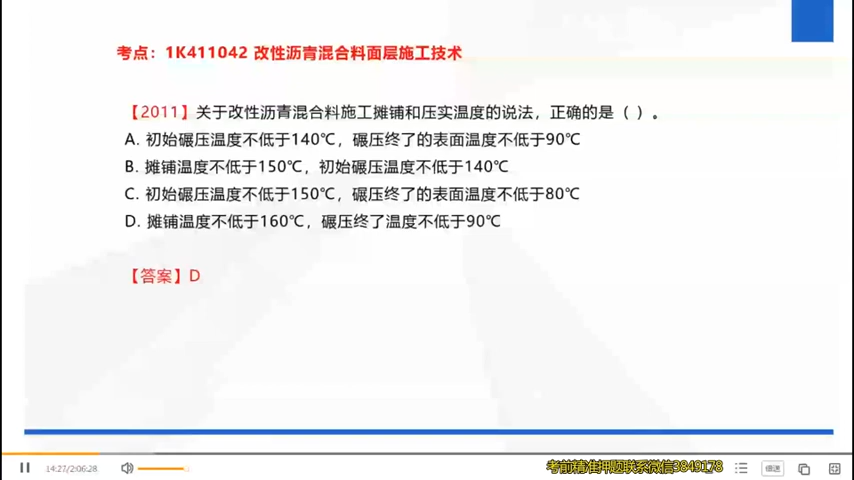 考点：1K411042 改性沥青混合料面层施工技术
【2011】关于改性沥青混合料施工摊铺和压实温度的说法，正确的是（ ）。
A. 初始碾压温度不低于140℃，碾压终了的表面温度不低于90℃
B. 摊铺温度不低于150℃，初始碾压温度不低于140℃
C. 初始碾压温度不低于150℃，碾压终了的表面温度不低于80℃
D. 摊铺温度不低于160℃，碾压终了温度不低于90℃
【答案】D
14:27/2:06:28
考前精准押题联系微信3849178
倍速